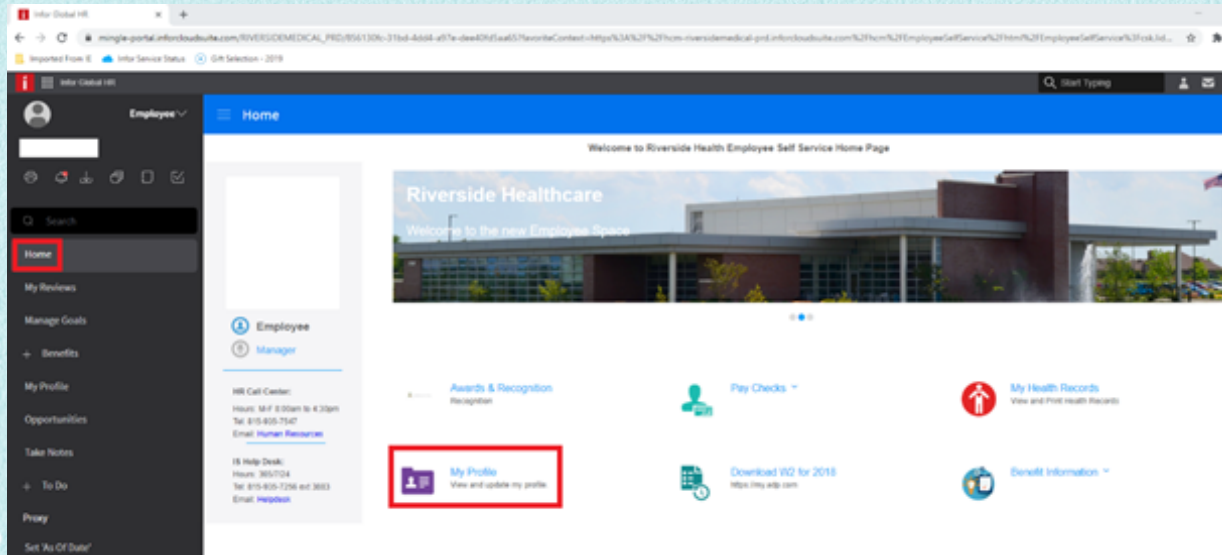 Infor Global HR
Imported From IE
Infor Service Status
Gift Selection - 2019
Infor Global HR
Start Typing
Employee
Search
Home
My Reviews
Manage Goals
+ Benefits
My Profile
Opportunities
Take Notes
+ To Do
Proxy
Set 'As Of Date'
Home
Welcome to Riverside Health Employee Self Service Home Page
Riverside Healthcare
Welcome to the new Employee Space
Employee
Manager
HR Call Center:
Hours: M-F 8:00am to 4:30pm
Tel: 815-935-7547
Email: Human Resources
IS Help Desk:
Hours: 365/7/24
Tel: 815-935-7256 ext 3883
Email: Helpdesk
Awards & Recognition
Recognition
Pay Checks
My Health Records
View and Print Health Records
My Profile
View and update my profile
Download W2 for 2018
https://my.adp.com
Benefit Information